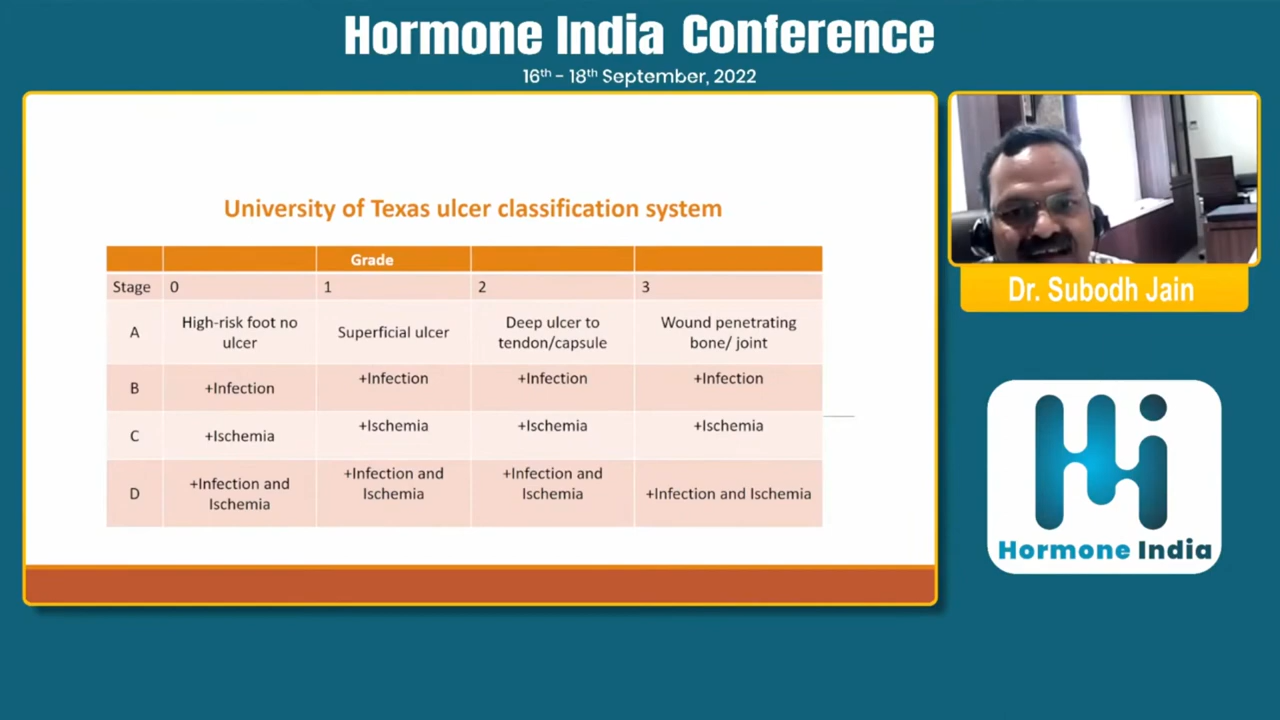 Hormone India Conference
16th - 18th September, 2022
University of Texas ulcer classification system
Grade
Stage 0 1 2 3
A High-risk foot no ulcer Superficial ulcer Deep ulcer to tendon/capsule Wound penetrating bone/ joint
B +Infection +Infection +Infection +Infection
C +Ischemia +Ischemia +Ischemia +Ischemia
D +Infection and Ischemia +Infection and Ischemia +Infection and Ischemia +Infection and Ischemia
Dr. Subodh Jain
Hi
Hormone India